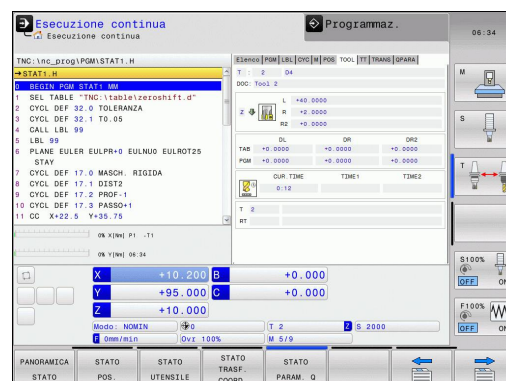 Esecuzione continua
Esecuzione continua
Programmaz.
06:34
TNC:\nc_prog\PGM\STAT1.H
→STAT1.H
0 BEGIN PGM STAT1 MM
1 SEL TABLE "TNC:\table\zeroshift.d"
2 CYCL DEF 32.0 TOLERANZA
3 CYCL DEF 32.1 T0.05
4 CALL LBL 99
5 LBL 99
6 PLANE EULER EULPR+0 EULNU0 EULROT25
STAY
7 CYCL DEF 17.0 MASCH. RIGIDA
8 CYCL DEF 17.1 DIST2
9 CYCL DEF 17.2 PROF-1
10 CYCL DEF 17.3 PASSO+1
11 CC X+22.5 Y+35.75
Elenco PGM LBL CYC M POS TOOL TT TRANS GPARA
T : 2 D4
DOC: Tool 2
Z L +40.0000
R +2.0000
R2 +0.0000
DL DR DR2
TAB +0.0000 +0.0000 +0.0000
PGM +0.0000 +0.0000 +0.0000
CUR.TIME TIME1 TIME2
0:12
T 2
RT
0% X[Nm] P1 -T1
0% Y[Nm] 06:34
X +10.200 B +0.000
Y +95.000 C +0.000
Z +10.000
Modo: NOMIN 0 T 2 Z S 2000
F 0mm/min Ovr 100% M 5/9
M
S
T
S100%
OFF ON
F100%
OFF ON
PANORAMICA
STATO
STATO
POS.
STATO
UTENSILE
STATO
TRASF.
COORD.
STATO
PARAM. Q